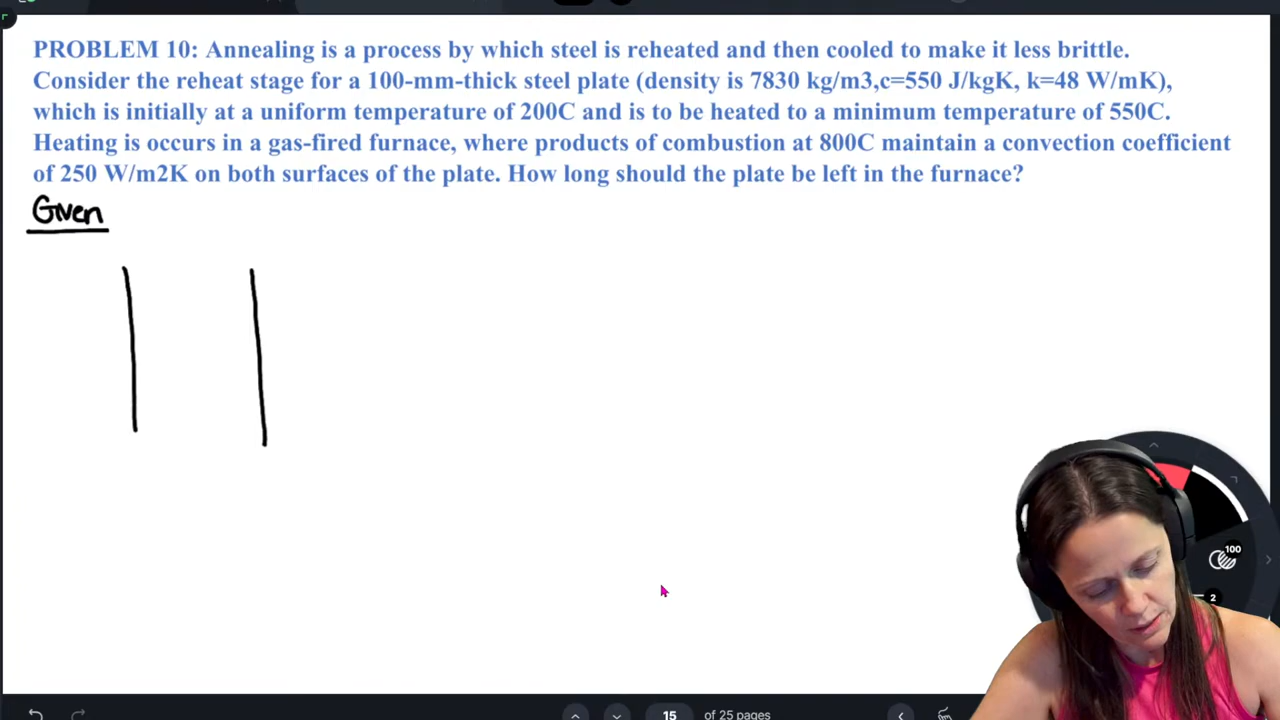 PROBLEM 10: Annealing is a process by which steel is reheated and then cooled to make it less brittle.
Consider the reheat stage for a 100-mm-thick steel plate (density is 7830 kg/m3,c=550 J/kgK, k=48 W/mK),
which is initially at a uniform temperature of 200C and is to be heated to a minimum temperature of 550C.
Heating is occurs in a gas-fired furnace, where products of combustion at 800C maintain a convection coefficient
of 250 W/m2K on both surfaces of the plate. How long should the plate be left in the furnace?
Given
100
2
15 of 25 pages